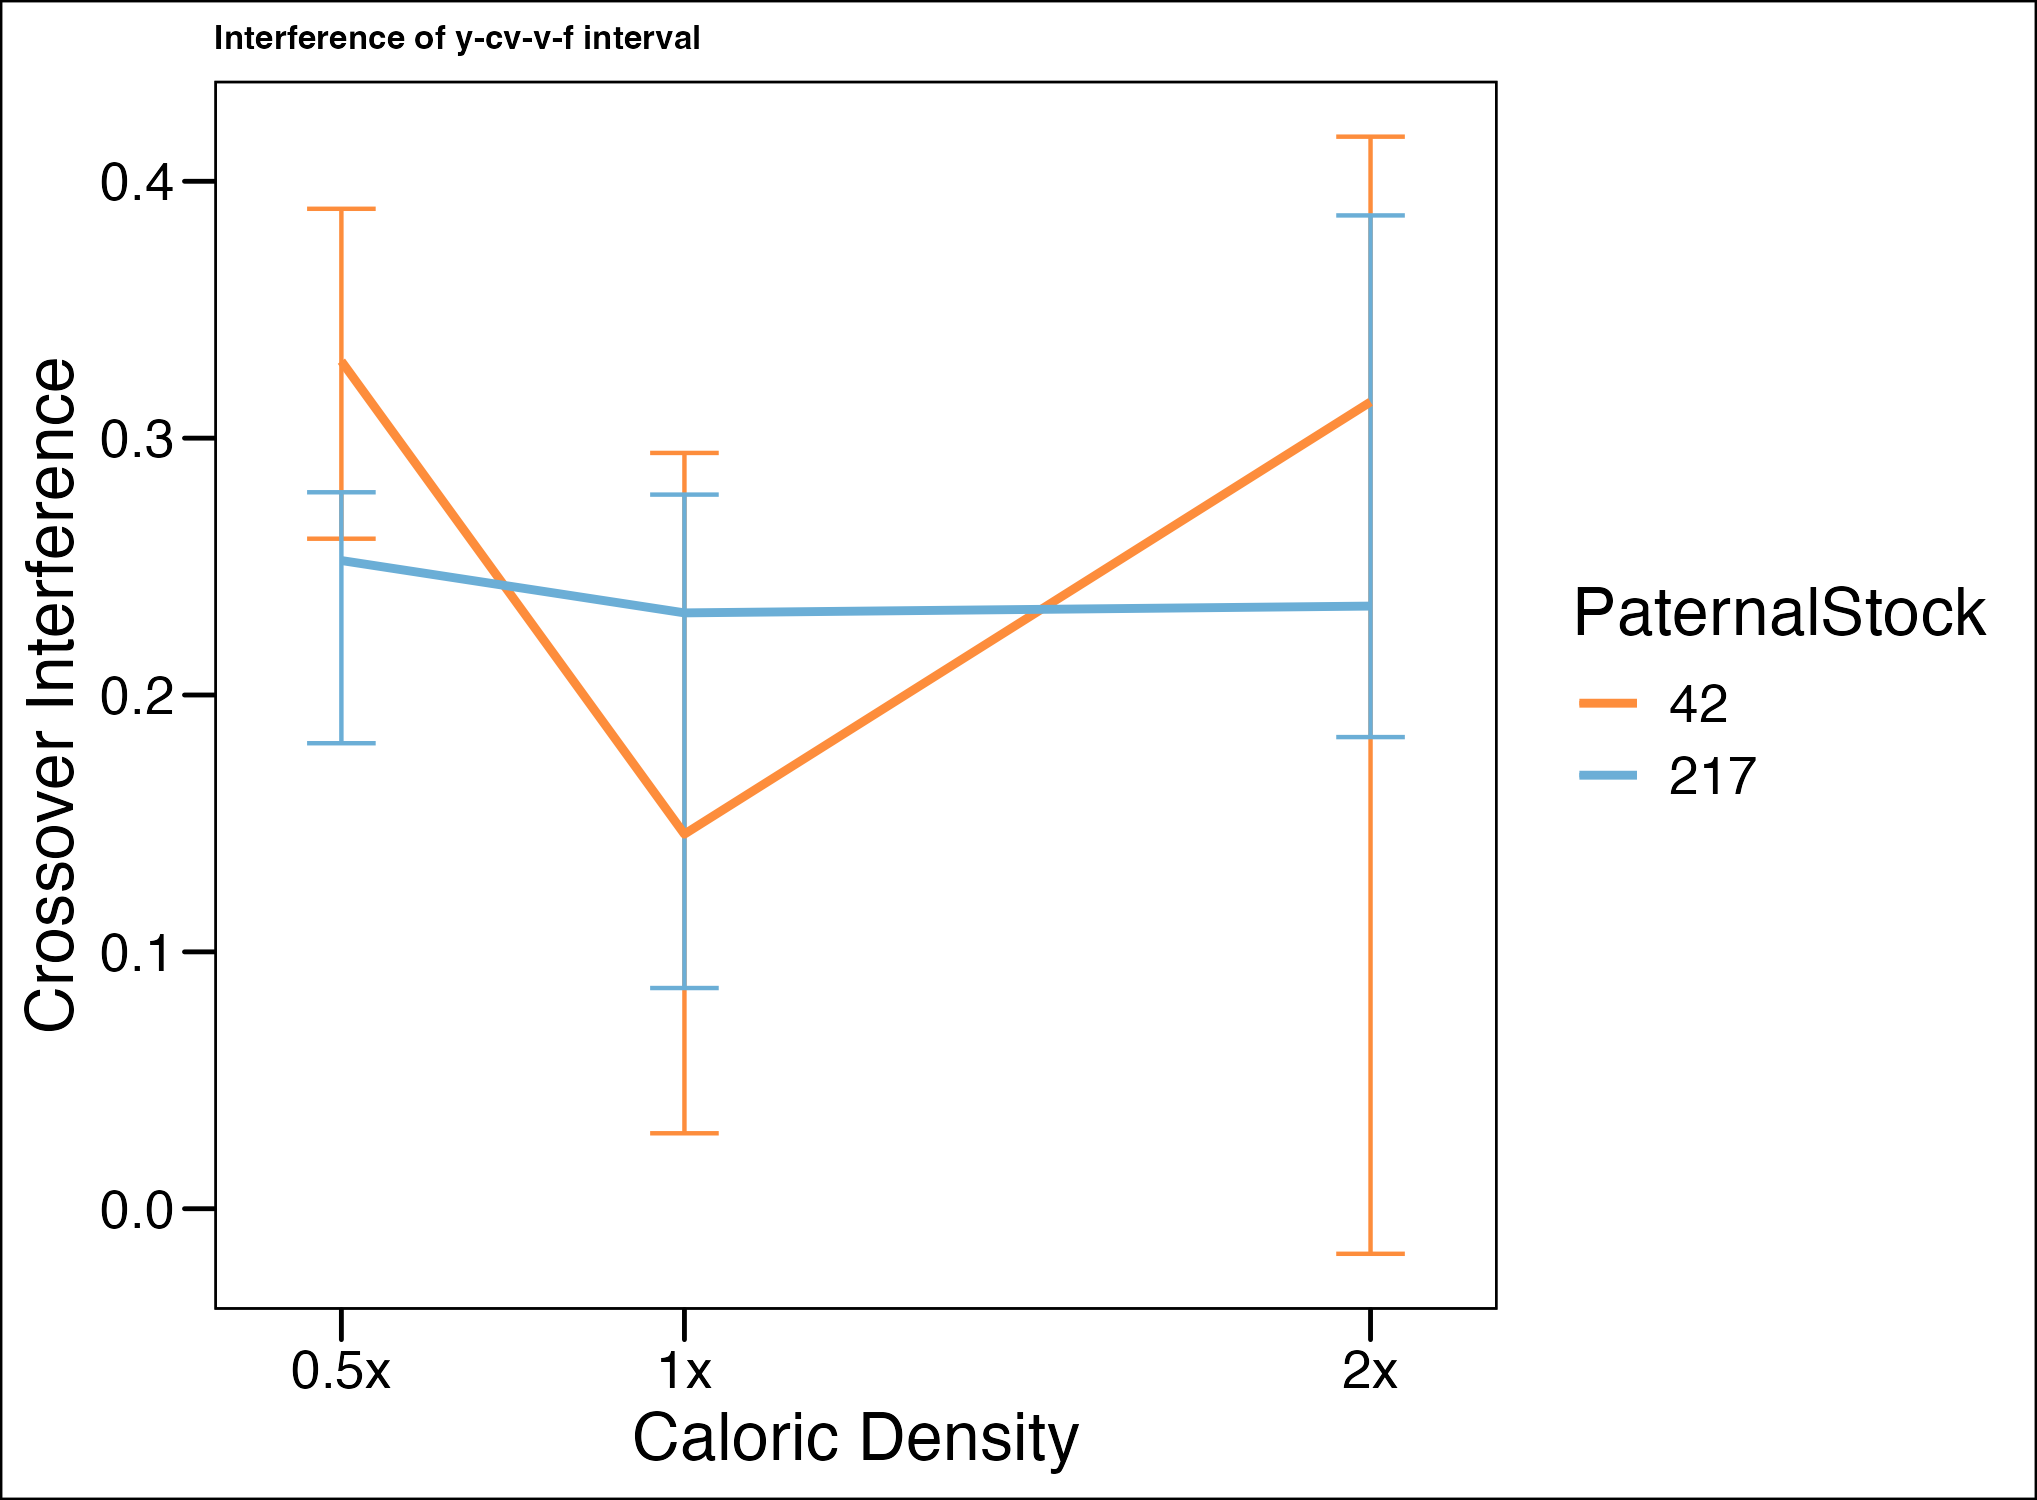 Interference of y-cv-v-f interval
Crossover Interference
0.4
0.3
0.2
0.1
0.0
0.5x 1x 2x
Caloric Density
PaternalStock
42
217